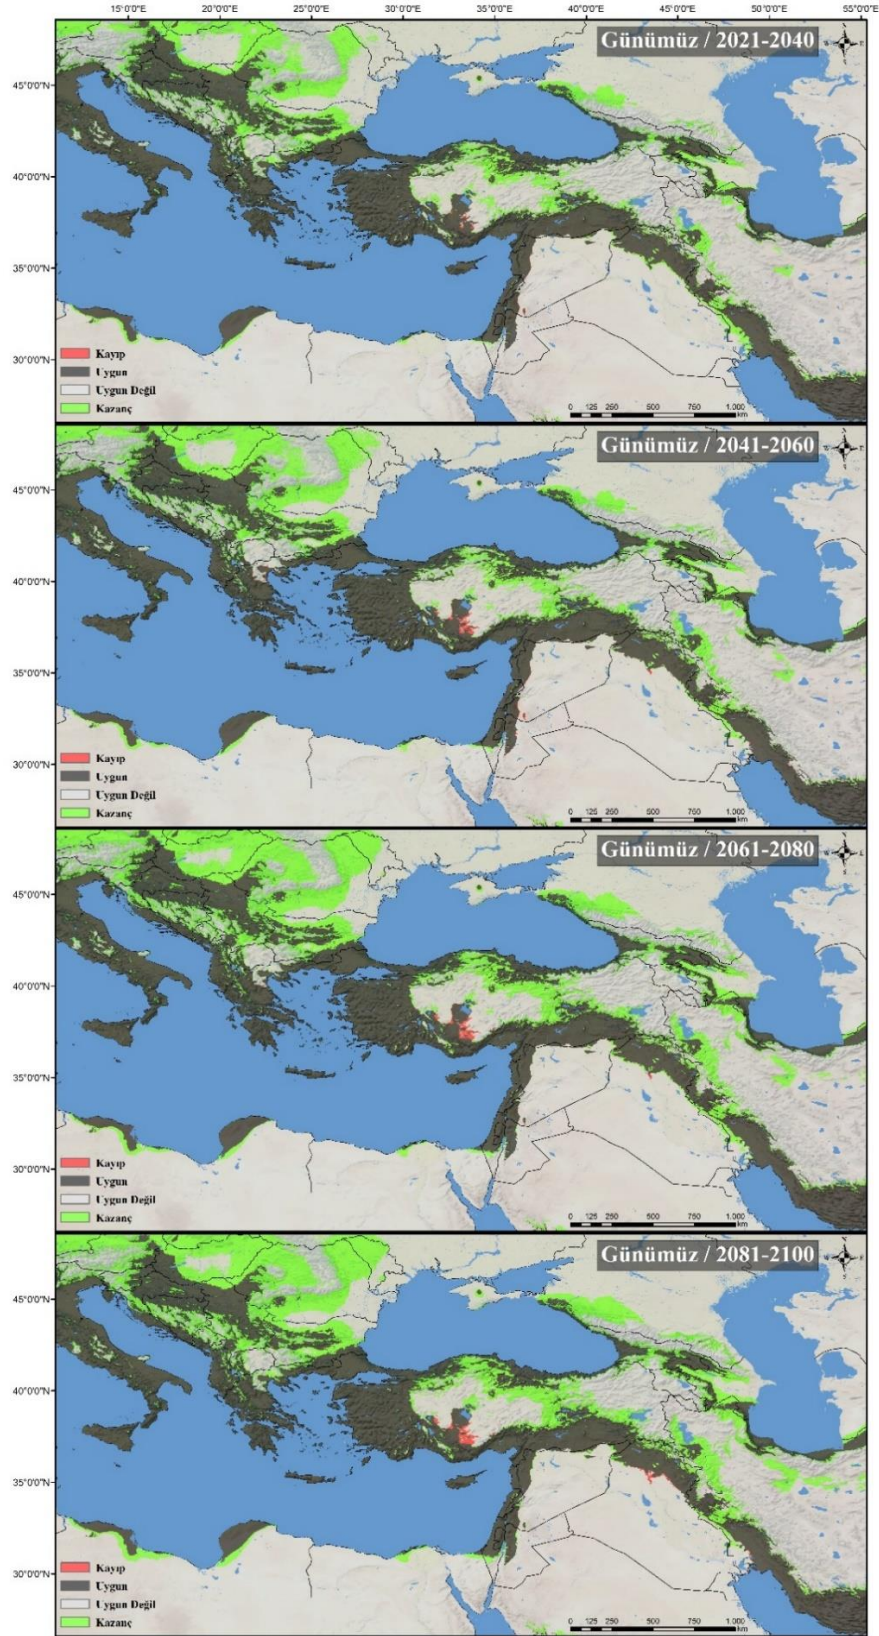 15°0'0"E 20°0'0"E 25°0'0"E 30°0'0"E 35°0'0"E 40°0'0"E 45°0'0"E 50°0'0"E 55°0'0"E
Günümüz / 2021-2040
45°0'0"N
40°0'0"N
35°0'0"N
30°0'0"N
Kayıp
Uygun
Uygun Değil
Kazanç
0 125 250 500 750 1.000
km
Günümüz / 2041-2060
45°0'0"N
40°0'0"N
35°0'0"N
30°0'0"N
Kayıp
Uygun
Uygun Değil
Kazanç
0 125 250 500 750 1.000
km
Günümüz / 2061-2080
45°0'0"N
40°0'0"N
35°0'0"N
30°0'0"N
Kayıp
Uygun
Uygun Değil
Kazanç
0 125 250 500 750 1.000
km
Günümüz / 2081-2100
45°0'0"N
40°0'0"N
35°0'0"N
30°0'0"N
Kayıp
Uygun
Uygun Değil
Kazanç
0 125 250 500 750 1.000
km